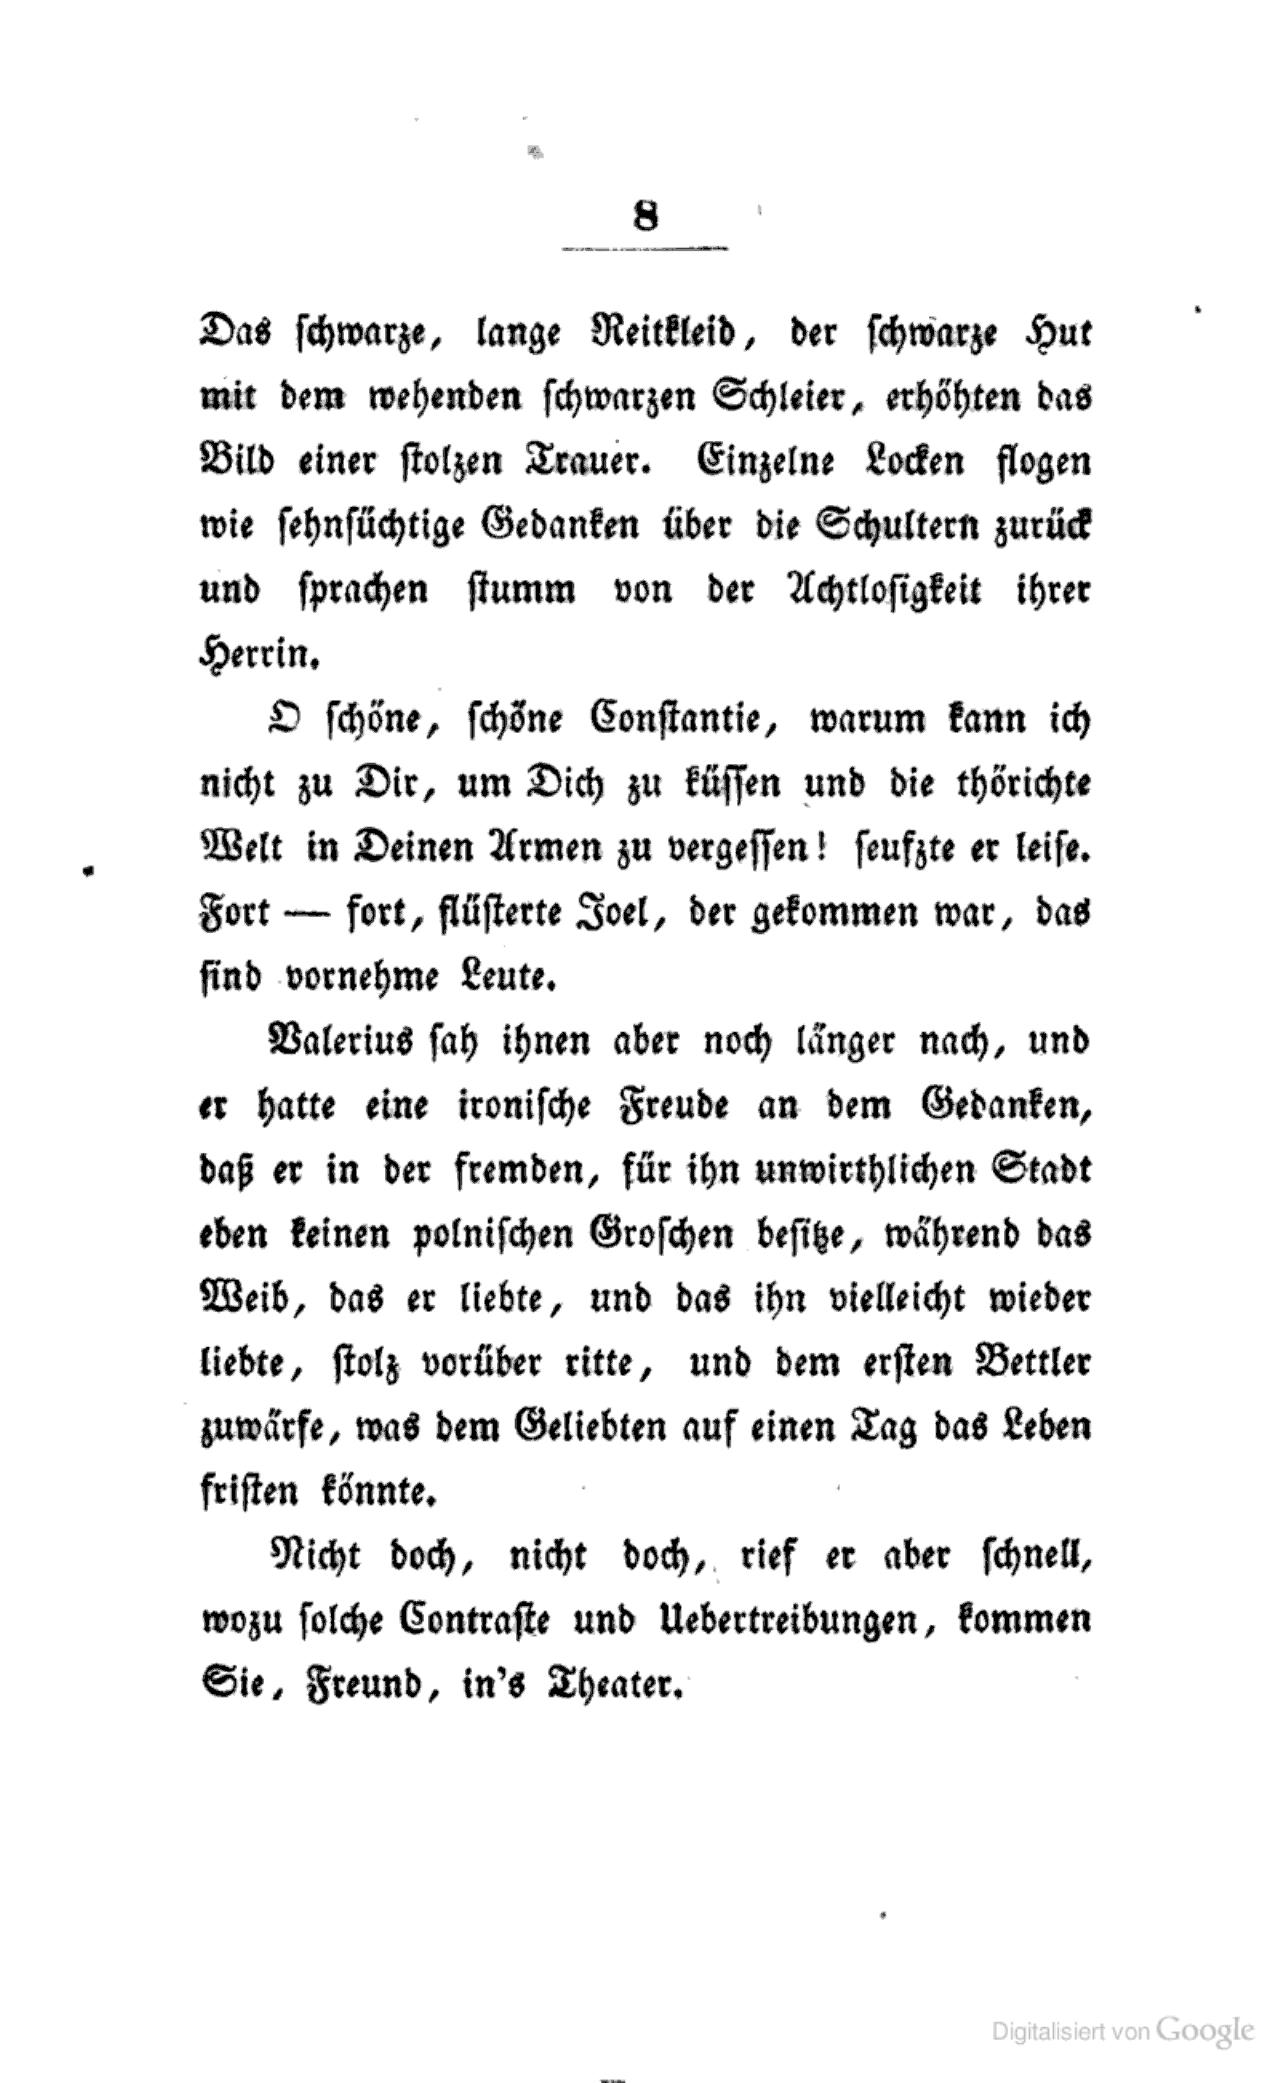 8
Das ſchwarze, lange Reitkleid, der ſchwarze Hut
mit dem wehenden ſchwarzen Schleier, erhöhten das
Bild einer ſtolzen Trauer. Einzelne Locken flogen
wie ſehnſüchtige Gedanken über die Schultern zurück
und ſprachen ſtumm von der Achtloſigkeit ihrer
Herrin.
O ſchöne, ſchöne Conſtantie, warum kann ich
nicht zu Dir, um Dich zu küſſen und die thörichte
Welt in Deinen Armen zu vergeſſen! ſeufzte er leiſe.
Fort — fort, flüſterte Joel, der gekommen war, das
ſind vornehme Leute.
Valerius ſah ihnen aber noch länger nach, und
er hatte eine ironiſche Freude an dem Gedanken,
daß er in der fremden, für ihn unwirthlichen Stadt
eben keinen polniſchen Groſchen beſitze, während das
Weib, das er liebte, und das ihn vielleicht wieder
liebte, ſtolz vorüber ritte, und dem erſten Bettler
zuwärfe, was dem Geliebten auf einen Tag das Leben
friſten könnte.
Nicht doch, nicht doch, rief er aber ſchnell,
wozu ſolche Contraſte und Uebertreibungen, kommen
Sie, Freund, in's Theater.
Digitalisiert von Google